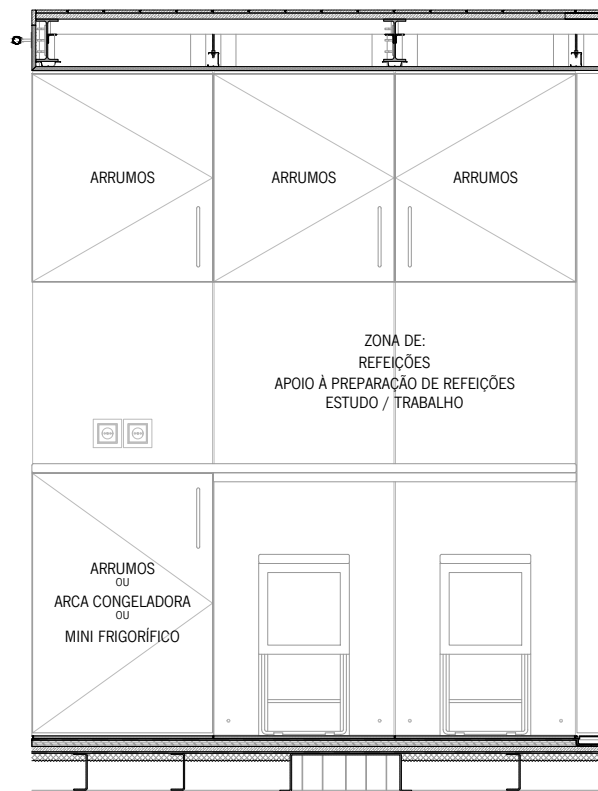 ARRUMOS
ARRUMOS
ARRUMOS
ZONA DE:
REFEIÇÕES
APOIO À PREPARAÇÃO DE REFEIÇÕES
ESTUDO / TRABALHO
ARRUMOS
OU
ARCA CONGELADORA
OU
MINI FRIGORÍFICO